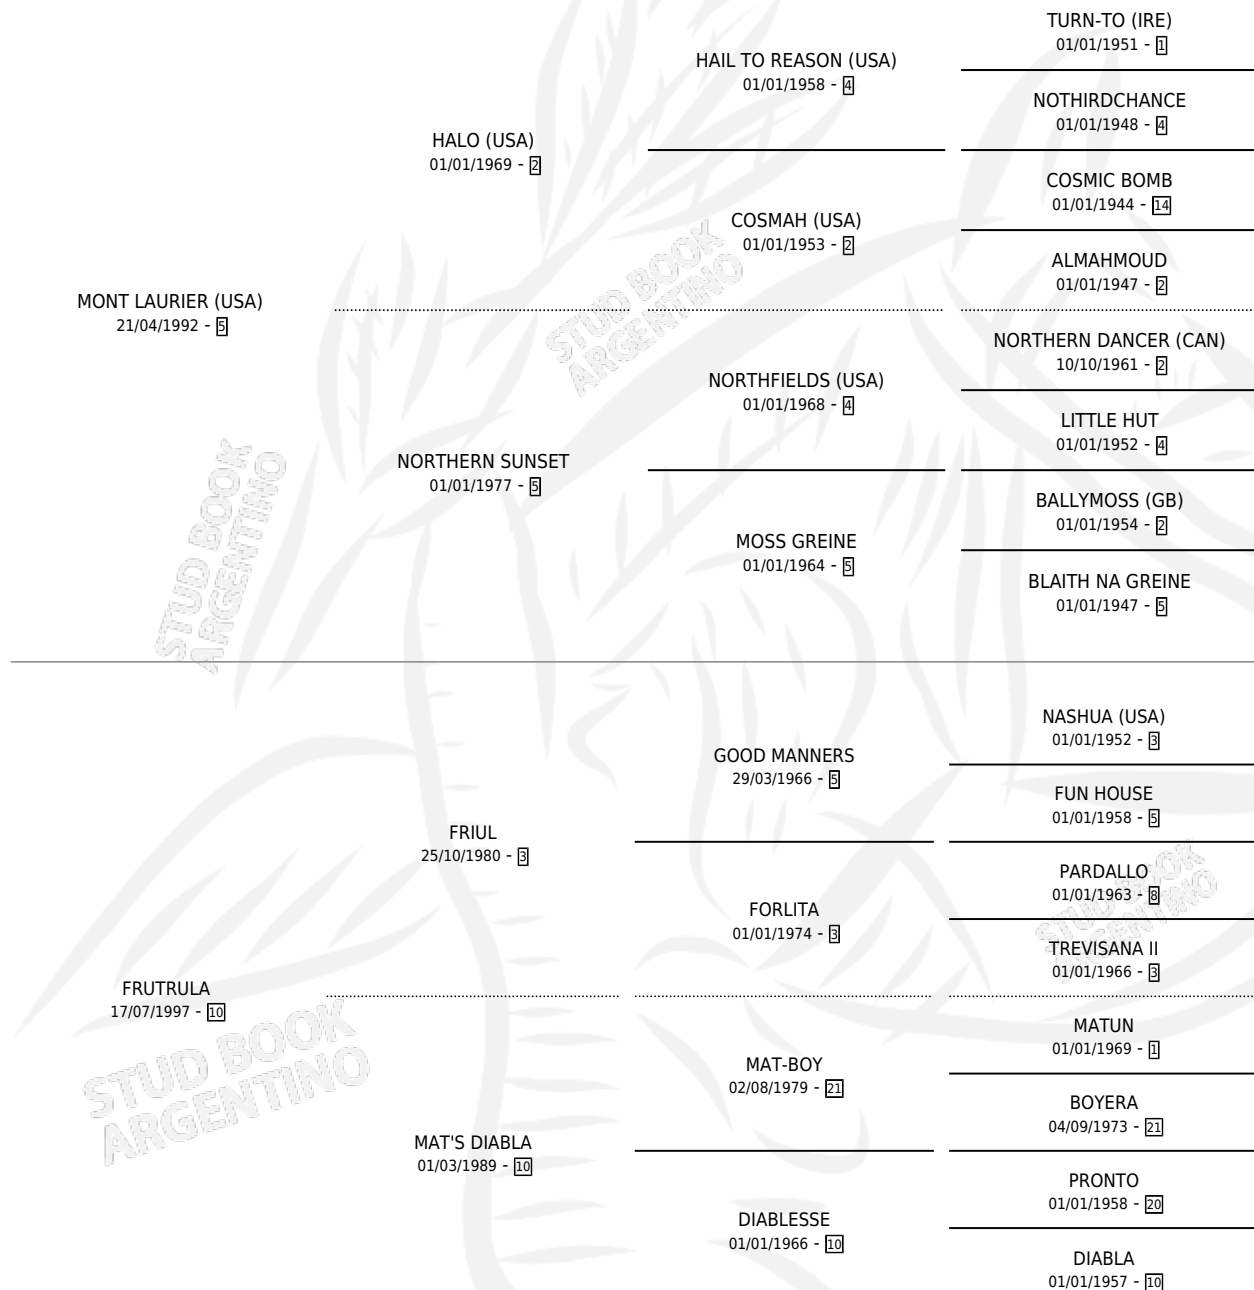 TURN-TO (IRE)
01/01/1951 - 1
HAIL TO REASON (USA)
01/01/1958 - 4
NOTHIRDCHANCE
01/01/1948 - 4
HALO (USA)
01/01/1969 - 2
COSMIC BOMB
01/01/1944 - 14
COSMAH (USA)
01/01/1953 - 2
ALMAHMOUD
01/01/1947 - 2
MONT LAURIER (USA)
21/04/1992 - 5
NORTHERN DANCER (CAN)
10/10/1961 - 2
NORTHFIELDS (USA)
01/01/1968 - 4
LITTLE HUT
01/01/1952 - 4
NORTHERN SUNSET
01/01/1977 - 5
BALLYMOSS (GB)
01/01/1954 - 2
MOSS GREINE
01/01/1964 - 5
BLAITH NA GREINE
01/01/1947 - 5
NASHUA (USA)
01/01/1952 - 3
GOOD MANNERS
29/03/1966 - 5
FUN HOUSE
01/01/1958 - 5
FRIUL
25/10/1980 - 3
PARDALLO
01/01/1963 - 8
FORLITA
01/01/1974 - 3
TREVISANA II
01/01/1966 - 3
FRUTRULA
17/07/1997 - 10
MATUN
01/01/1969 - 1
MAT-BOY
02/08/1979 - 21
BOYERA
04/09/1973 - 21
MAT'S DIABLA
01/03/1989 - 10
PRONTO
01/01/1958 - 20
DIABLESSE
01/01/1966 - 10
DIABLA
01/01/1957 - 10
STUD BOOK
ARGENTINO
STUD BOOK
ARGENTINO
STUD BOOK
ARGENTINO
STUD BOOK
ARGENTINO